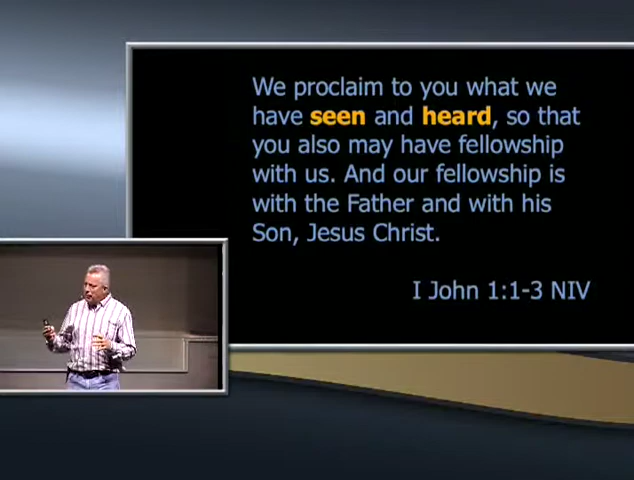 We proclaim to you what we
have seen and heard, so that
you also may have fellowship
with us. And our fellowship is
with the Father and with his
Son, Jesus Christ.
I John 1:1-3 NIV